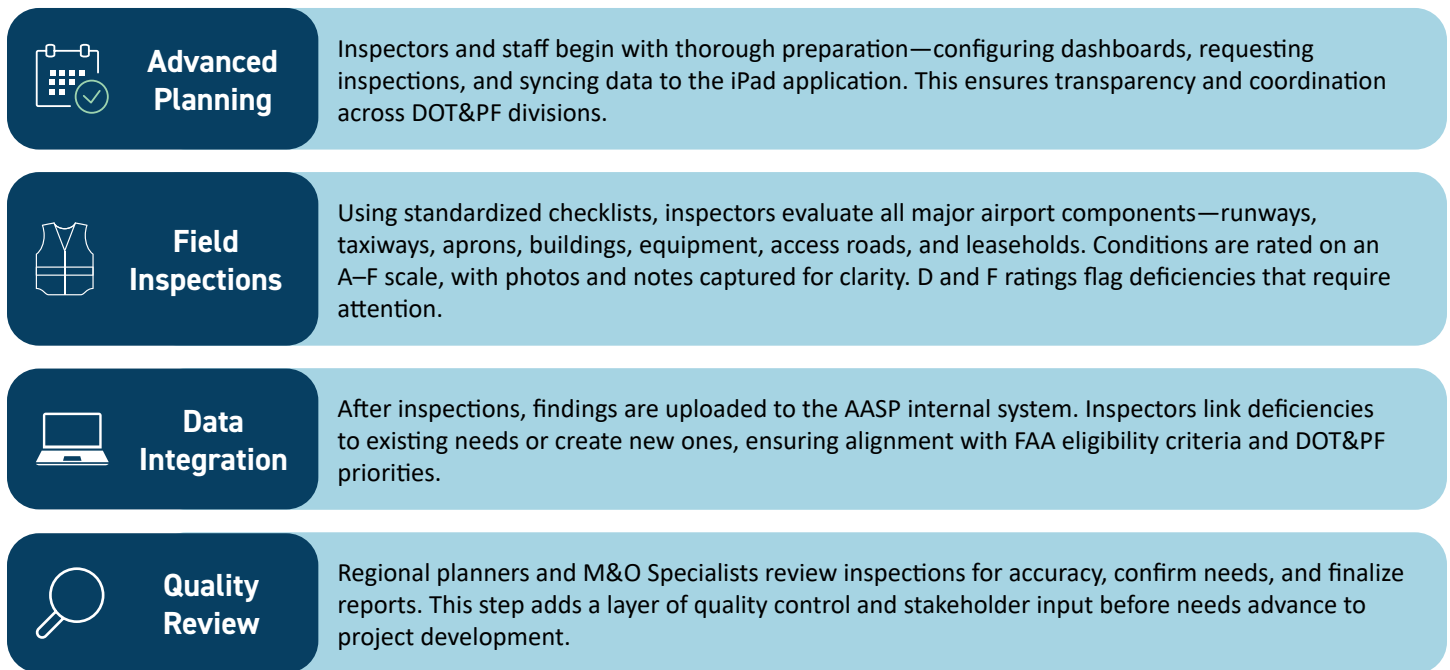 Advanced
Planning
Inspectors and staff begin with thorough preparation—configuring dashboards, requesting
inspections, and syncing data to the iPad application. This ensures transparency and coordination
across DOT&PF divisions.
Field
Inspections
Using standardized checklists, inspectors evaluate all major airport components—runways,
taxiways, aprons, buildings, equipment, access roads, and leaseholds. Conditions are rated on an
A–F scale, with photos and notes captured for clarity. D and F ratings flag deficiencies that require
attention.
Data
Integration
After inspections, findings are uploaded to the AASP internal system. Inspectors link deficiencies
to existing needs or create new ones, ensuring alignment with FAA eligibility criteria and DOT&PF
priorities.
Quality
Review
Regional planners and M&O Specialists review inspections for accuracy, confirm needs, and finalize
reports. This step adds a layer of quality control and stakeholder input before needs advance to
project development.